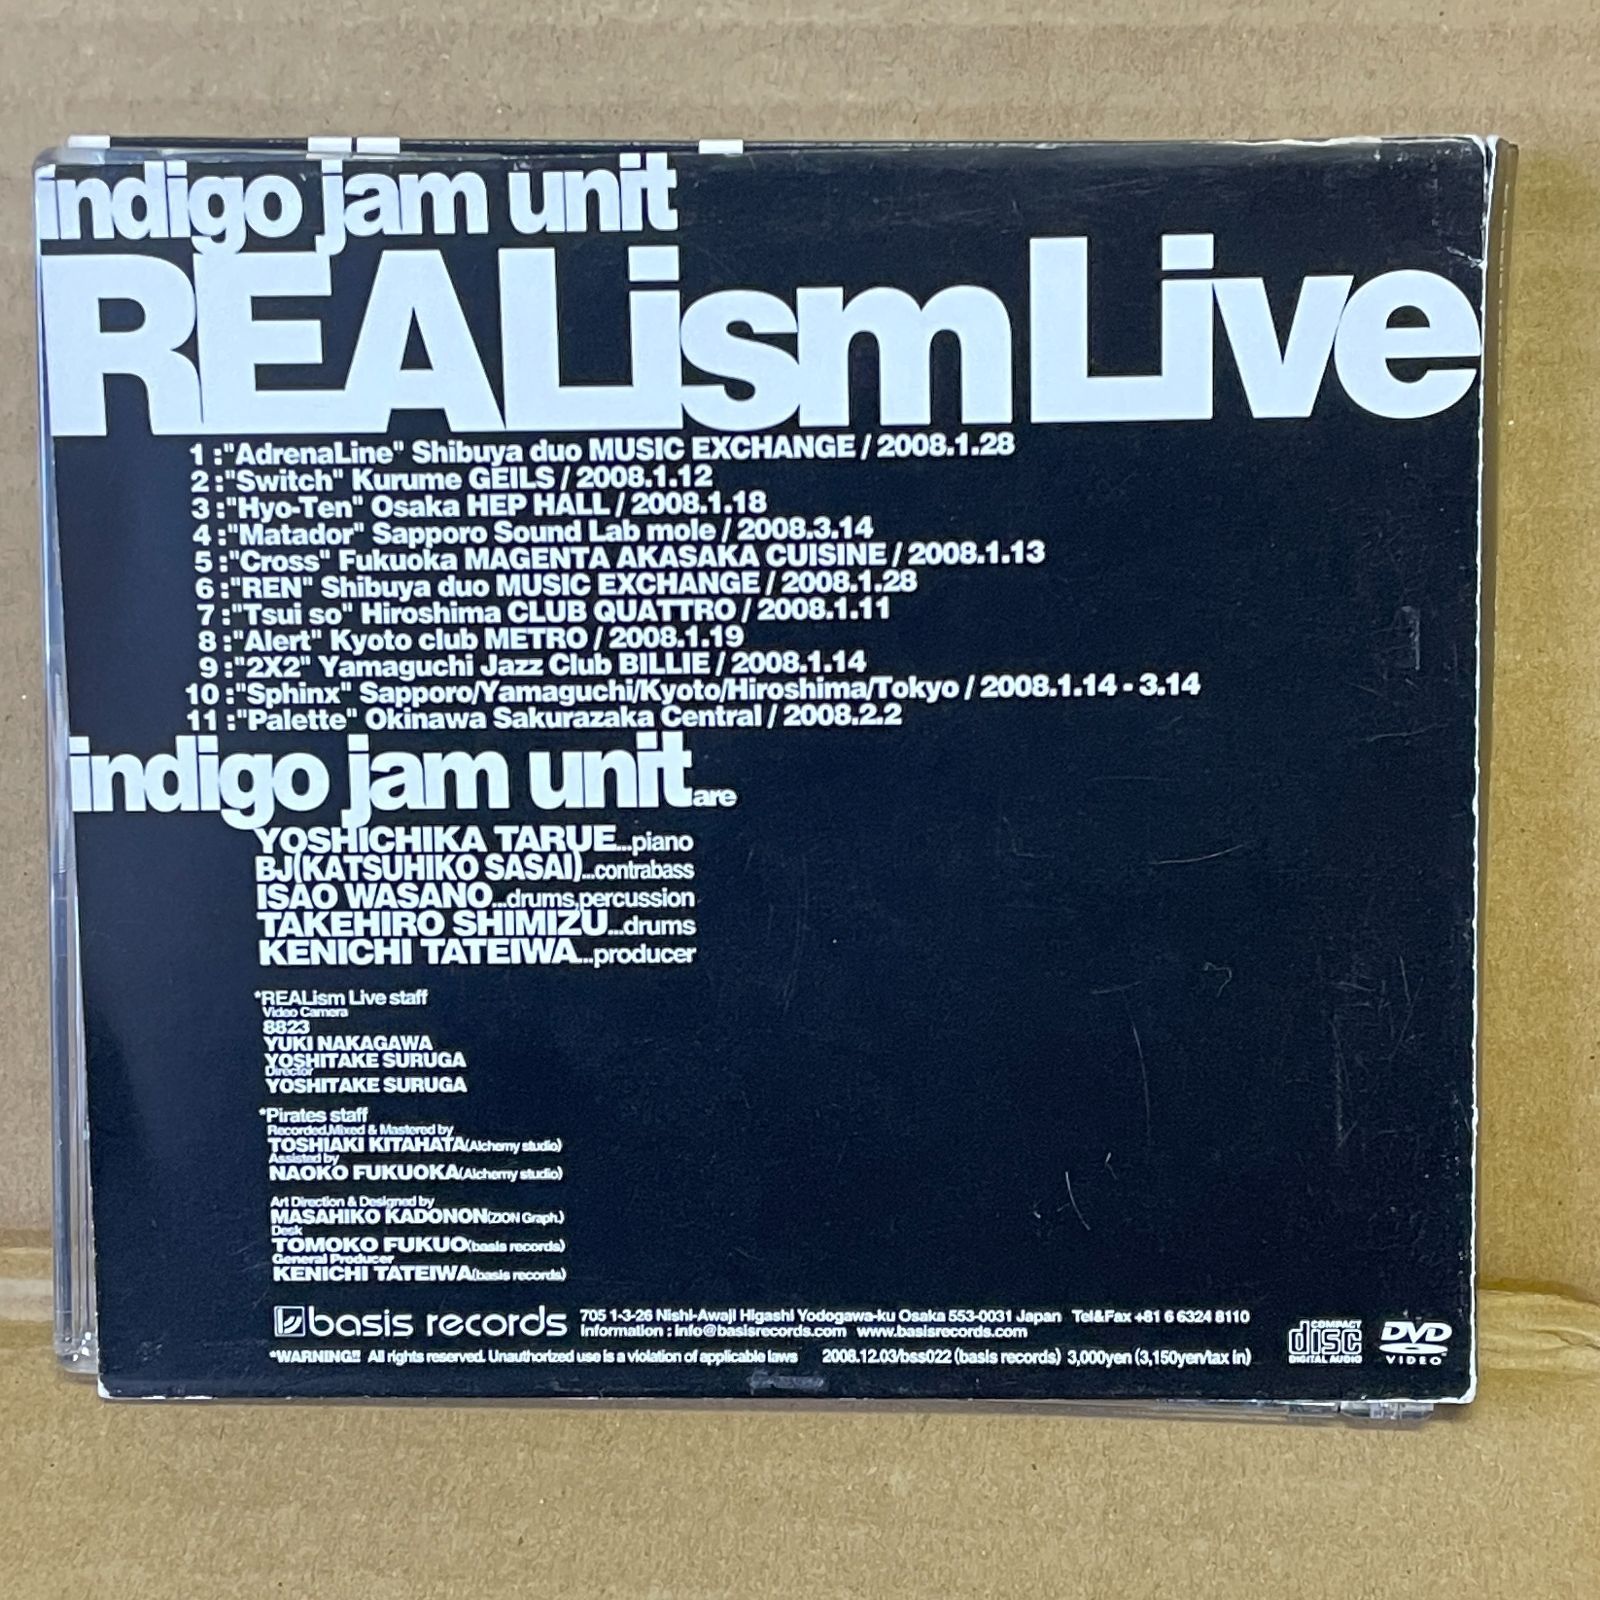 indigo jam unit
REALism Live
1 :"AdrenaLine" Shibuya duo MUSIC EXCHANGE / 2008.1.28
2 :"Switch" Kurume GEILS / 2008.1.12
3 :"Hyo-Ten" Osaka HEP HALL / 2008.1.18
4 :"Matador" Sapporo Sound Lab mole / 2008.3.14
5 :"Cross" Fukuoka MAGENTA AKASAKA CUISINE / 2008.1.13
6 :"REN" Shibuya duo MUSIC EXCHANGE / 2008.1.28
7 :"Tsui so" Hiroshima CLUB QUATTRO / 2008.1.11
8 :"Alert" Kyoto club METRO / 2008.1.19
9 :"2X2" Yamaguchi Jazz Club BILLIE / 2008.1.14
10 :"Sphinx" Sapporo/Yamaguchi/Kyoto/Hiroshima/Tokyo / 2008.1.14 - 3.14
11 :"Palette" Okinawa Sakurazaka Central / 2008.2.2
indigo jam unit are
YOSHICHIKA TARUE...piano
BJ(KATSUHIKO SASAI)...contrabass
ISAO WASANO...drums,percussion
TAKEHIRO SHIMIZU...drums
KENICHI TATEIWA...producer
*REALism Live staff
Video Camera
8823
YUKI NAKAGAWA
YOSHITAKE SURUGA
Director
YOSHITAKE SURUGA
*Pirates staff
Recorded,Mixed & Mastered by
TOSHIAKI KITAHATA(Alchemy studio)
Assisted by
NAOKO FUKUOKA(Alchemy studio)
Art Direction & Designed by
MASAHIKO KADONON(ZION Graph.)
Desk
TOMOKO FUKUO(basis records)
General Producer
KENICHI TATEIWA(basis records)
basis records
705 1-3-26 Nishi-Awaji Higashi Yodogawa-ku Osaka 553-0031 Japan Tel&Fax +81 6 6324 8110
Information : info@basisrecords.com www.basisrecords.com
*WARNING!! All rights reserved. Unauthorized use is a violation of applicable laws 2008.12.03/bss022 (basis records) 3,000yen (3,150yen/tax in)
COMPACT
disc
DIGITAL AUDIO
DVD
VIDEO